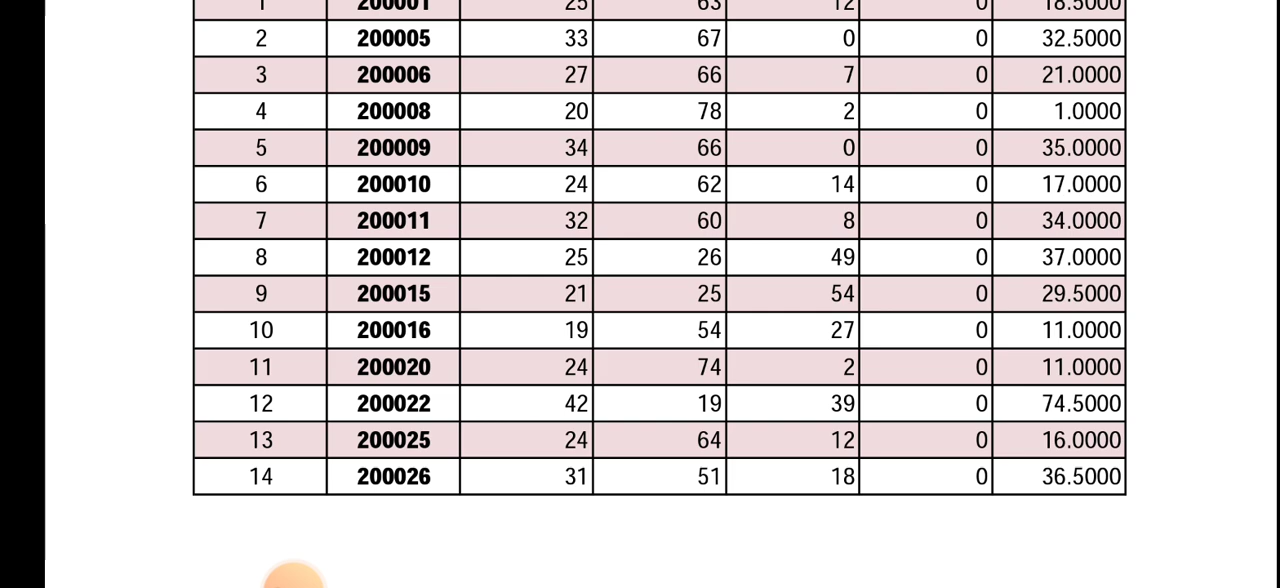 1 200001 25 63 12 0 18.5000
2 200005 33 67 0 0 32.5000
3 200006 27 66 7 0 21.0000
4 200008 20 78 2 0 1.0000
5 200009 34 66 0 0 35.0000
6 200010 24 62 14 0 17.0000
7 200011 32 60 8 0 34.0000
8 200012 25 26 49 0 37.0000
9 200015 21 25 54 0 29.5000
10 200016 19 54 27 0 11.0000
11 200020 24 74 2 0 11.0000
12 200022 42 19 39 0 74.5000
13 200025 24 64 12 0 16.0000
14 200026 31 51 18 0 36.5000